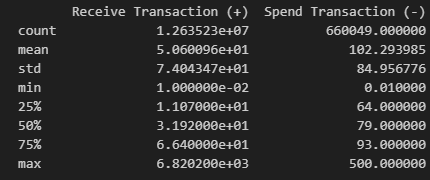 Receive Transaction (+) Spend Transaction (-)
count 1.263523e+07 660049.000000
mean 5.060096e+01 102.293985
std 7.404347e+01 84.956776
min 1.000000e-02 0.010000
25% 1.107000e+01 64.000000
50% 3.192000e+01 79.000000
75% 6.640000e+01 93.000000
max 6.820200e+03 500.000000